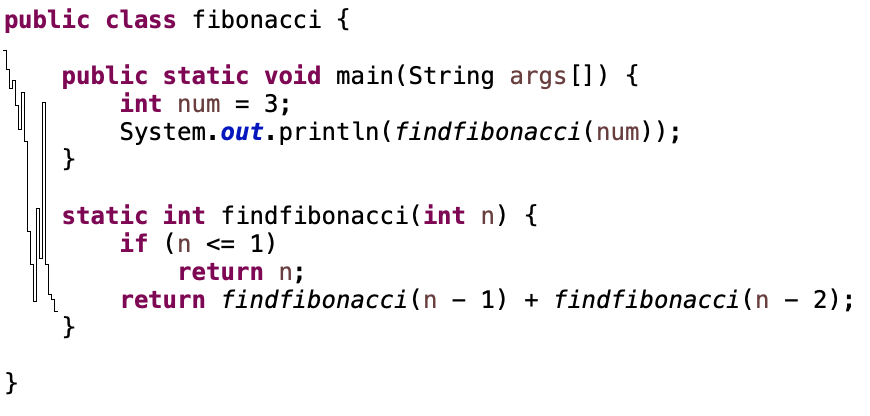 public class fibonacci {
public static void main(String args[]) {
int num = 3;
System.out.println(findfibonacci(num));
}
static int findfibonacci(int n) {
if (n <= 1)
return n;
return findfibonacci(n - 1) + findfibonacci(n - 2);
}
}